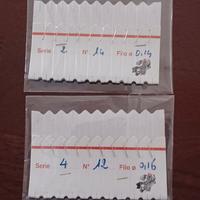 Serie 2 N° 14 Filo ø 0,14
Serie 4 N° 12 Filo ø 0,16